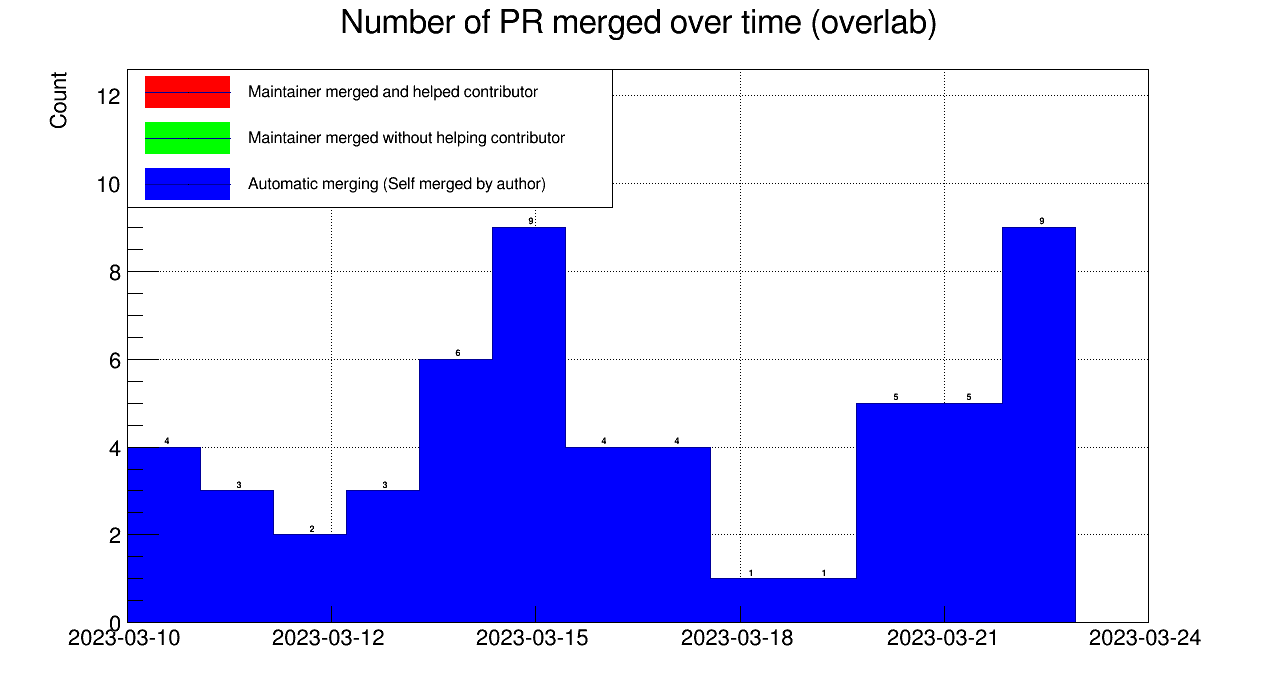 Number of PR merged over time (overlab)
Count
Maintainer merged and helped contributor
Maintainer merged without helping contributor
Automatic merging (Self merged by author)
12
10
8
6
4
2
0
4 3 2 3 6 9 4 4 1 1 5 5 9
2023-03-10 2023-03-12 2023-03-15 2023-03-18 2023-03-21 2023-03-24